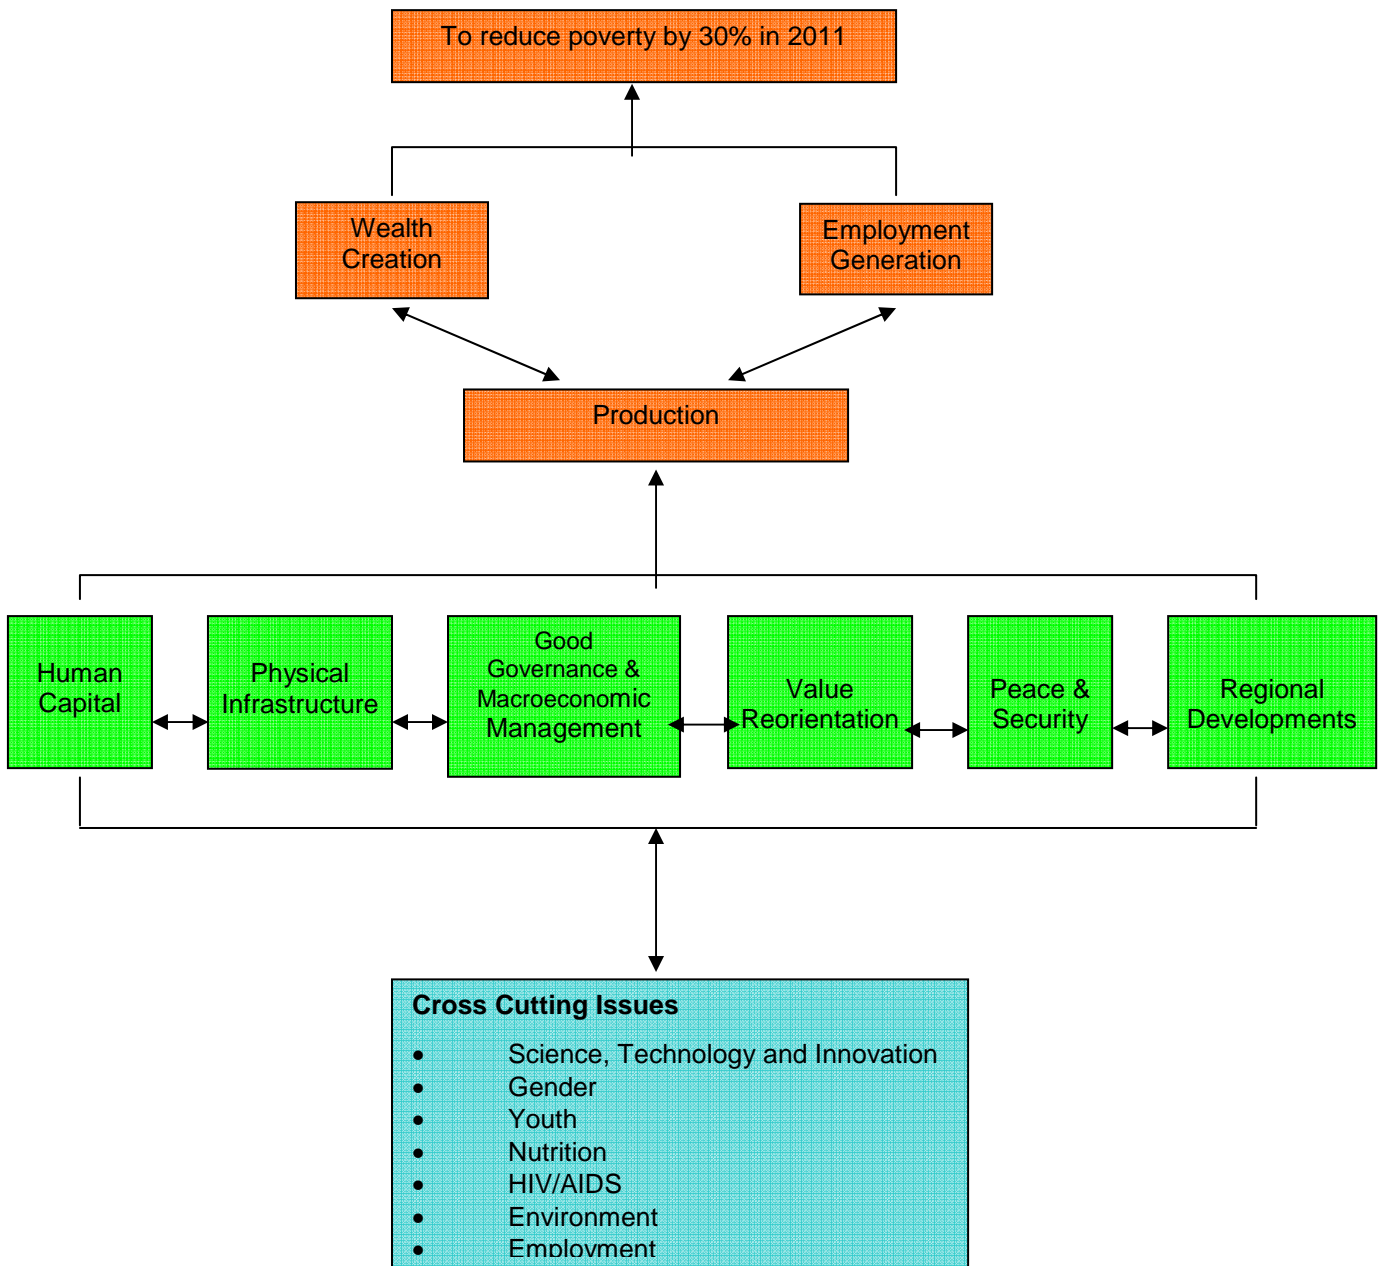 To reduce poverty by 30% in 2011
Wealth
Creation
Employment
Generation
Production
Human
Capital
Physical
Infrastructure
Good
Governance &
Macroeconomic
Management
Value
Reorientation
Peace &
Security
Regional
Developments
Cross Cutting Issues
• Science, Technology and Innovation
• Gender
• Youth
• Nutrition
• HIV/AIDS
• Environment
• Employment